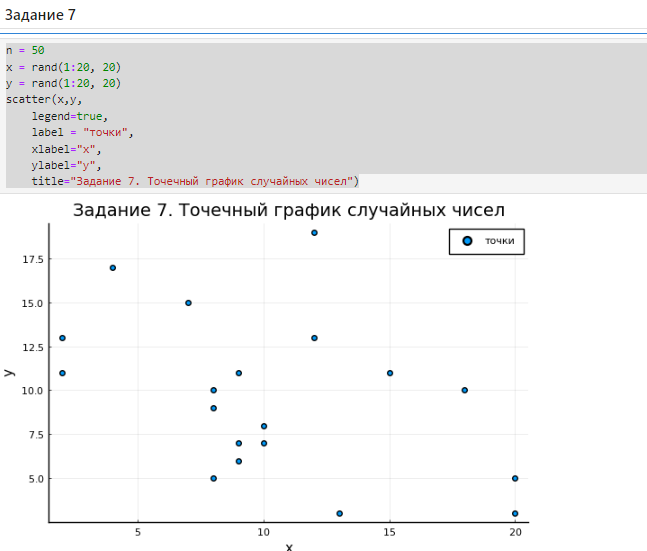 Задание 7
n = 50
x = rand(1:20, 20)
y = rand(1:20, 20)
scatter(x,y,
    legend=true,
    label = "точки",
    xlabel="x",
    ylabel="y",
    title="Задание 7. Точечный график случайных чисел")
Задание 7. Точечный график случайных чисел
точки
17.5
15.0
12.5
10.0
7.5
5.0
y
5 10 15 20
x